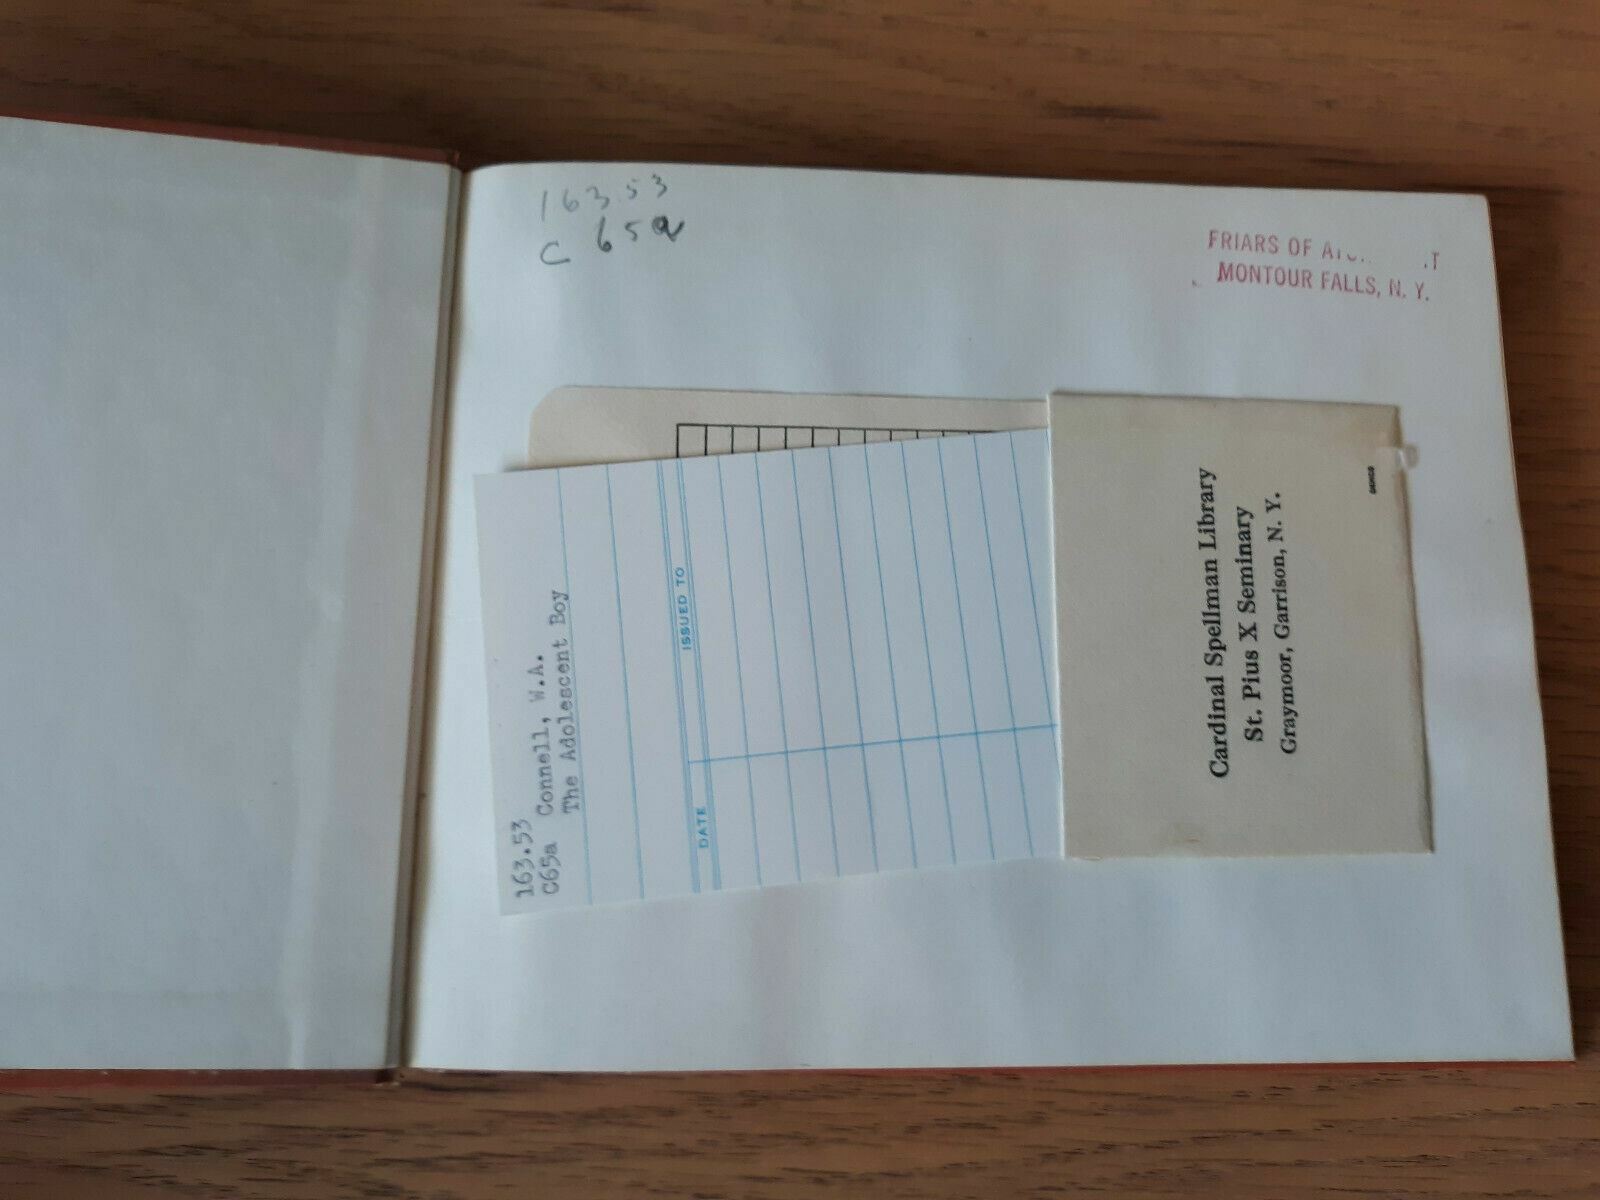 163.53
C 65a
FRIARS OF
MONTOUR FALLS, N. Y.
163.53
C65a Connell, W.A.
The Adolescent Boy
DATE ISSUED TO
Cardinal Spellman Library
St. Pius X Seminary
Graymoor, Garrison, N. Y.